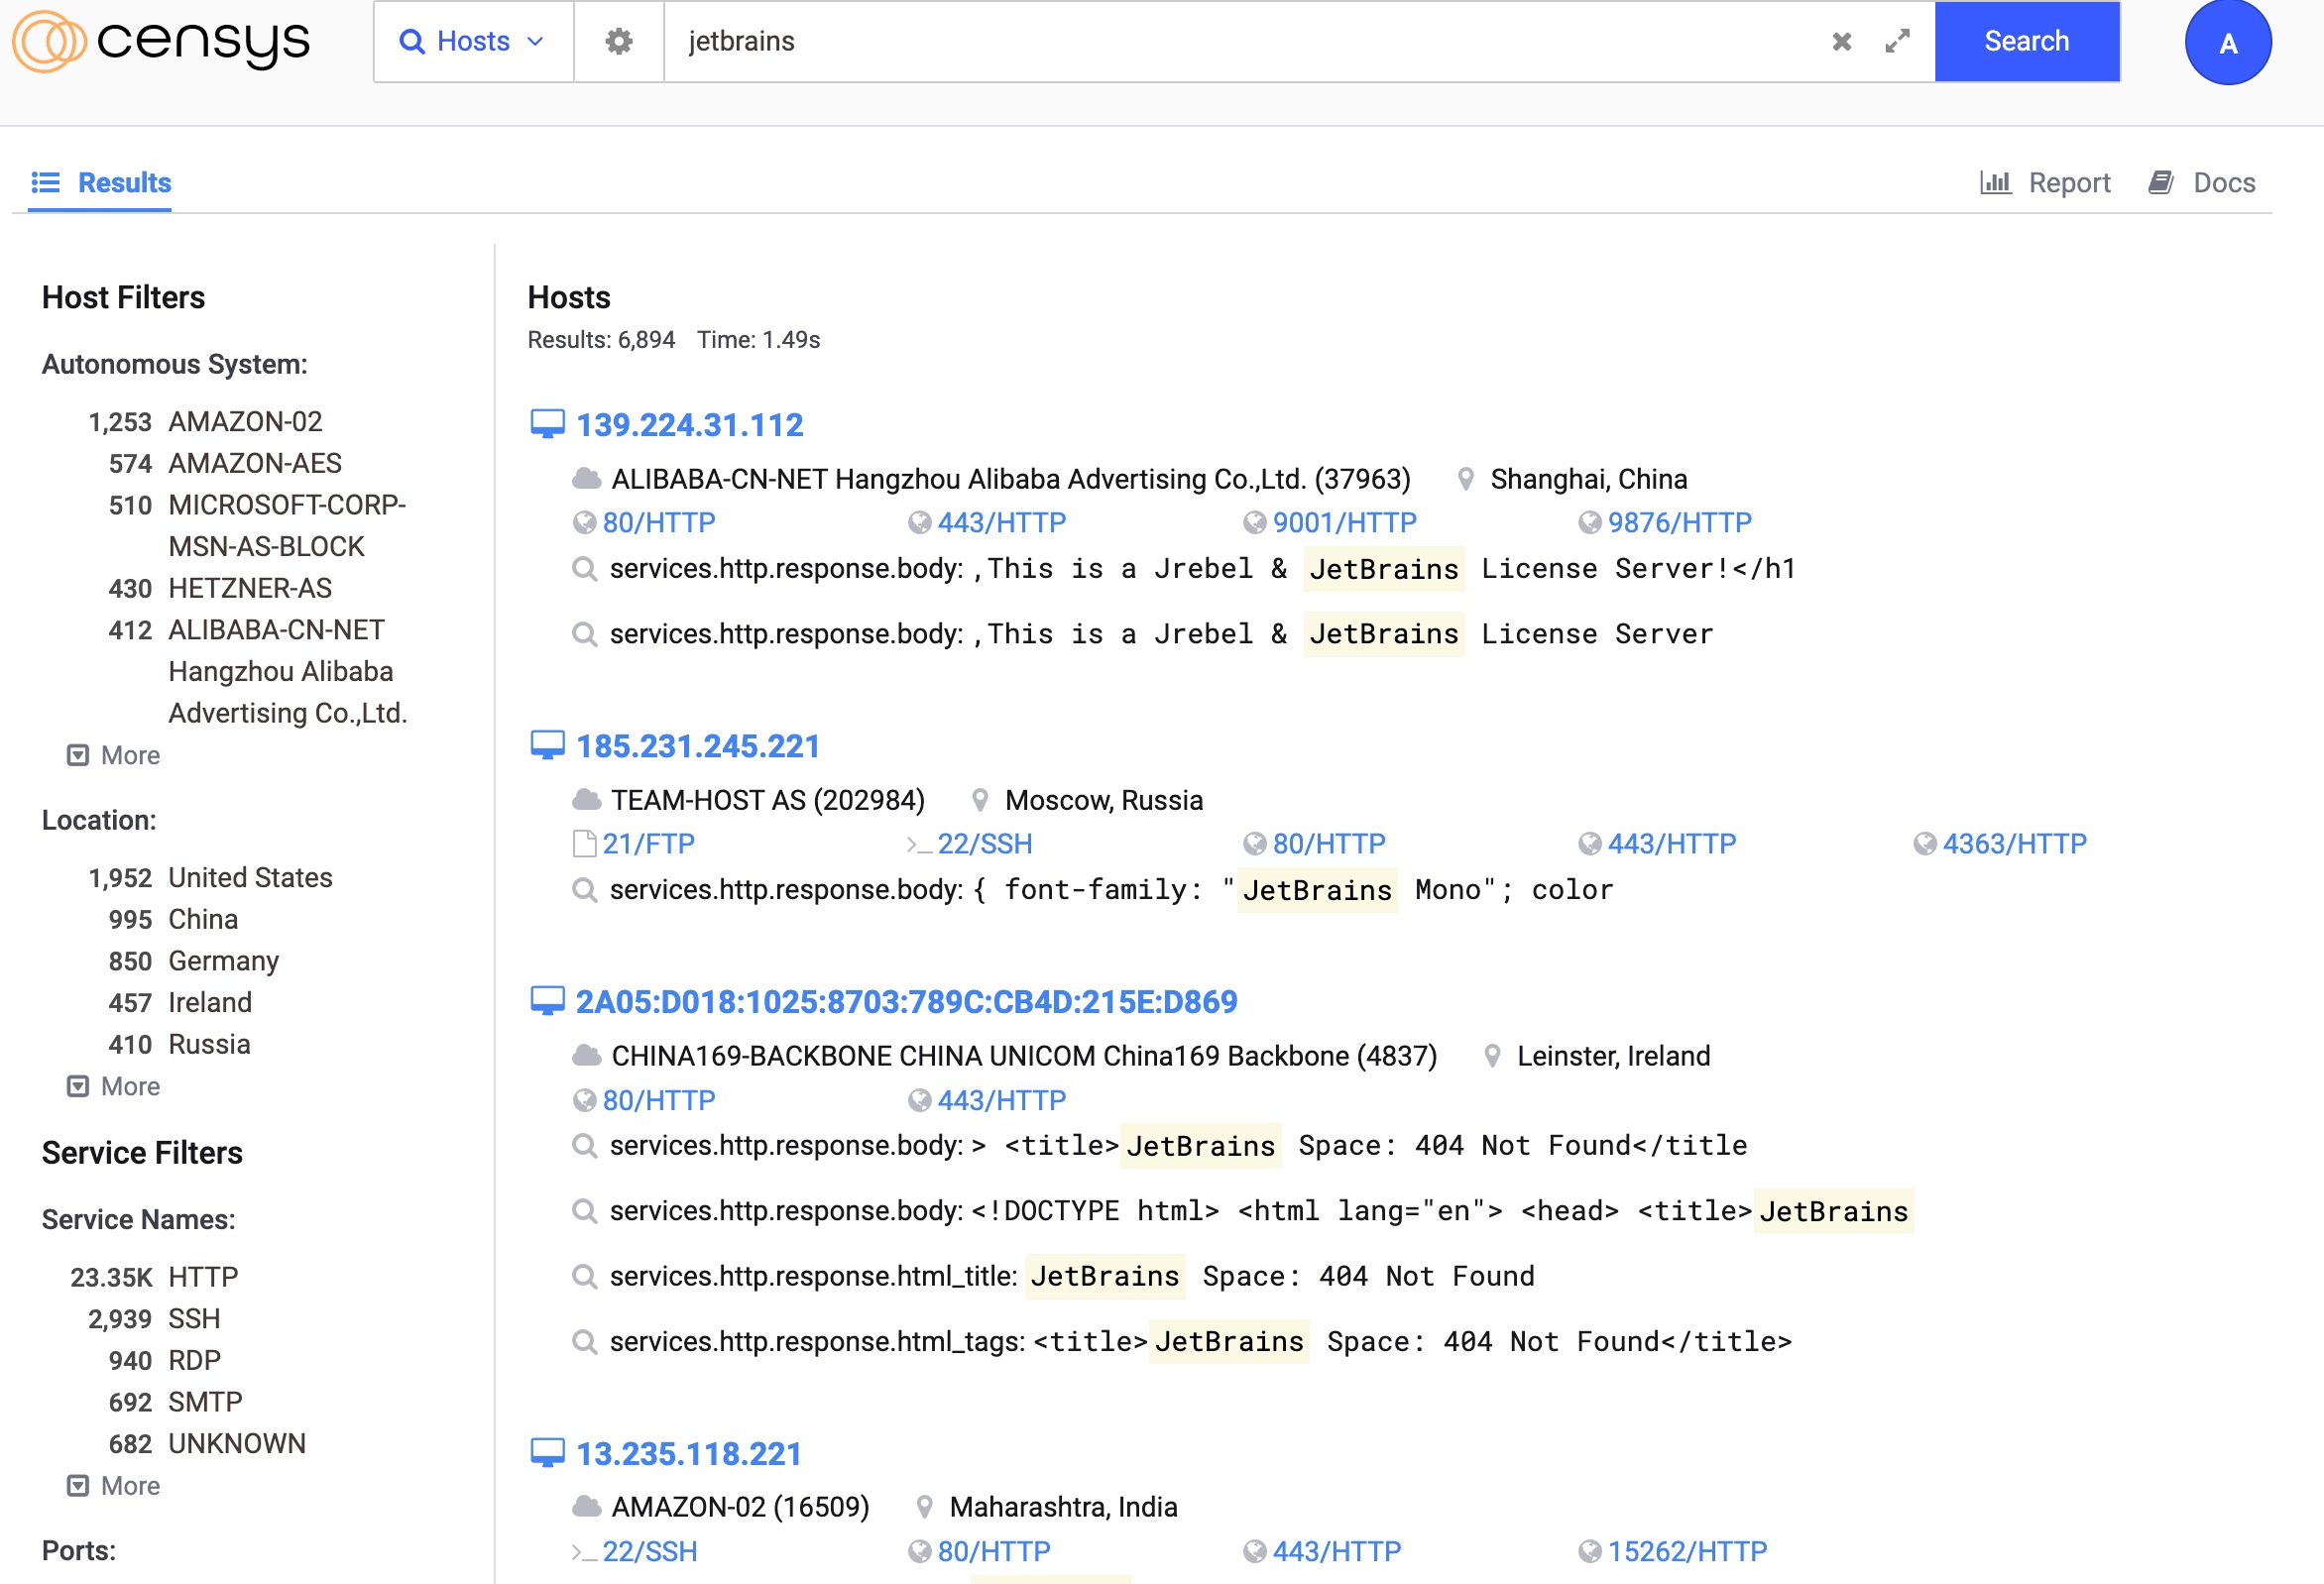 censys
Hosts
jetbrains
Search
A
Results
Report
Docs
Host Filters
Autonomous System:
1,253 AMAZON-02
574 AMAZON-AES
510 MICROSOFT-CORP-
MSN-AS-BLOCK
430 HETZNER-AS
412 ALIBABA-CN-NET
Hangzhou Alibaba
Advertising Co.,Ltd.
More
Location:
1,952 United States
995 China
850 Germany
457 Ireland
410 Russia
More
Service Filters
Service Names:
23.35K HTTP
2,939 SSH
940 RDP
692 SMTP
682 UNKNOWN
More
Ports:
Hosts
Results: 6,894 Time: 1.49s
139.224.31.112
ALIBABA-CN-NET Hangzhou Alibaba Advertising Co.,Ltd. (37963) Shanghai, China
80/HTTP 443/HTTP 9001/HTTP 9876/HTTP
services.http.response.body: ,This is a Jrebel & JetBrains License Server!</h1
services.http.response.body: ,This is a Jrebel & JetBrains License Server
185.231.245.221
TEAM-HOST AS (202984) Moscow, Russia
21/FTP >_ 22/SSH 80/HTTP 443/HTTP 4363/HTTP
services.http.response.body: { font-family: "JetBrains Mono"; color
2A05:D018:1025:8703:789C:CB4D:215E:D869
CHINA169-BACKBONE CHINA UNICOM China169 Backbone (4837) Leinster, Ireland
80/HTTP 443/HTTP
services.http.response.body: > <title>JetBrains Space: 404 Not Found</title
services.http.response.body: <!DOCTYPE html> <html lang="en"> <head> <title>JetBrains
services.http.response.html_title: JetBrains Space: 404 Not Found
services.http.response.html_tags: <title>JetBrains Space: 404 Not Found</title>
13.235.118.221
AMAZON-02 (16509) Maharashtra, India
>_ 22/SSH 80/HTTP 443/HTTP 15262/HTTP